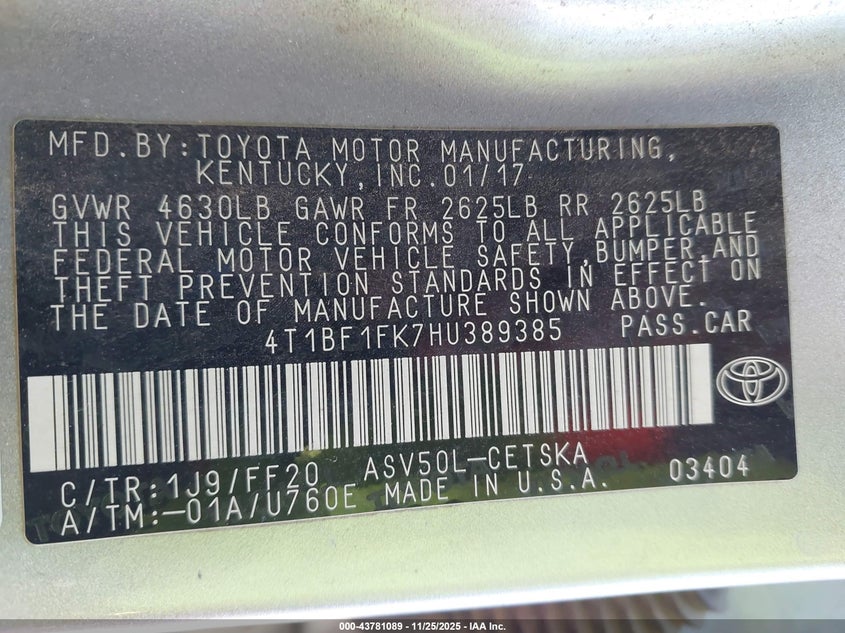 MFD.BY:TOYOTA MOTOR MANUFACTURING,
KENTUCKY,INC.01/17
GVWR 4630LB GAWR FR 2625LB RR 2625LB
THIS VEHICLE CONFORMS TO ALL APPLICABLE
FEDERAL MOTOR VEHICLE SAFETY,BUMPER,AND
THEFT PREVENTION STANDARDS IN EFFECT ON
THE DATE OF MANUFACTURE SHOWN ABOVE.
4T1BF1FK7HU389385 PASS.CAR
C/TR:1J9/FF20 ASV50L-CETSKA 03404
A/TM:-01A/U760E MADE IN U.S.A.
000-43781089 - 11/25/2025 - IAA Inc.